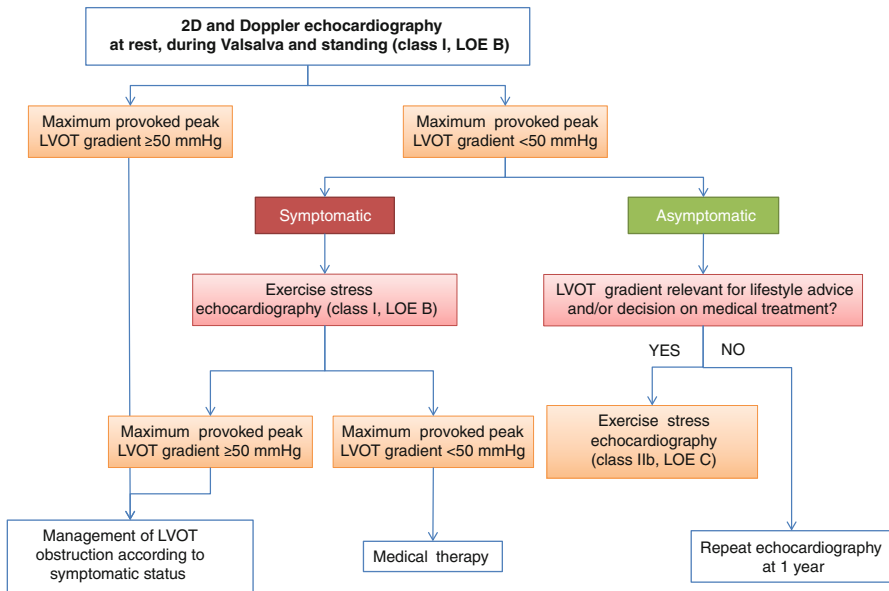 2D and Doppler echocardiography
at rest, during Valsalva and standing (class I, LOE B)
Maximum provoked peak
LVOT gradient ≥50 mmHg
Maximum provoked peak
LVOT gradient <50 mmHg
Symptomatic
Asymptomatic
Exercise stress
echocardiography (class I, LOE B)
LVOT gradient relevant for lifestyle advice
and/or decision on medical treatment?
YES
NO
Maximum provoked peak
LVOT gradient ≥50 mmHg
Maximum provoked peak
LVOT gradient <50 mmHg
Exercise stress
echocardiography
(class IIb, LOE C)
Management of LVOT
obstruction according to
symptomatic status
Medical therapy
Repeat echocardiography
at 1 year